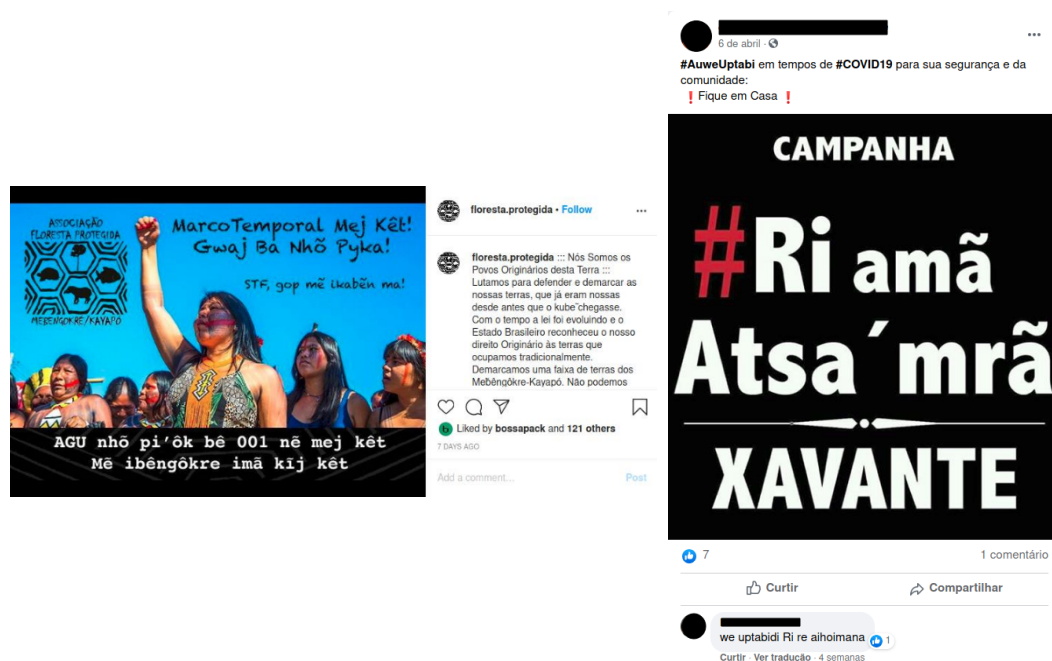 ASSOCIAÇÃO
FLORESTA PROTEGIDA
MEBENGOKRE/KAYAPÓ
MarcoTemporal Mej Kêt!
Gwaj Ba Nhõ Pyka!
STF, gop mẽ ikabẽn ma!
AGU nhõ pi'ôk bê 001 nẽ mej kêt
Mẽ ibêngôkre imã kĩj kêt
floresta.protegida • Follow
floresta.protegida ::: Nós Somos os
Povos Originários desta Terra :::
Lutamos para defender e demarcar as
nossas terras, que já eram nossas
desde antes que o kubẽ chegasse.
Com o tempo a lei foi evoluindo e o
Estado Brasileiro reconheceu o nosso
direito Originário às terras que
ocupamos tradicionalmente.
Demarcamos uma faixa de terras dos
Mebêngôkre-Kayapó. Não podemos
Liked by bossapack and 121 others
7 DAYS AGO
Add a comment...
Post
6 de abril
#AuweUptabi em tempos de #COVID19 para sua segurança e da
comunidade:
❗Fique em Casa ❗
CAMPANHA
#Ri amã
Atsa´mrã
XAVANTE
7
1 comentário
Curtir
Compartilhar
we uptabidi Ri re aihoimana
1
Curtir · Ver tradução · 4 semanas